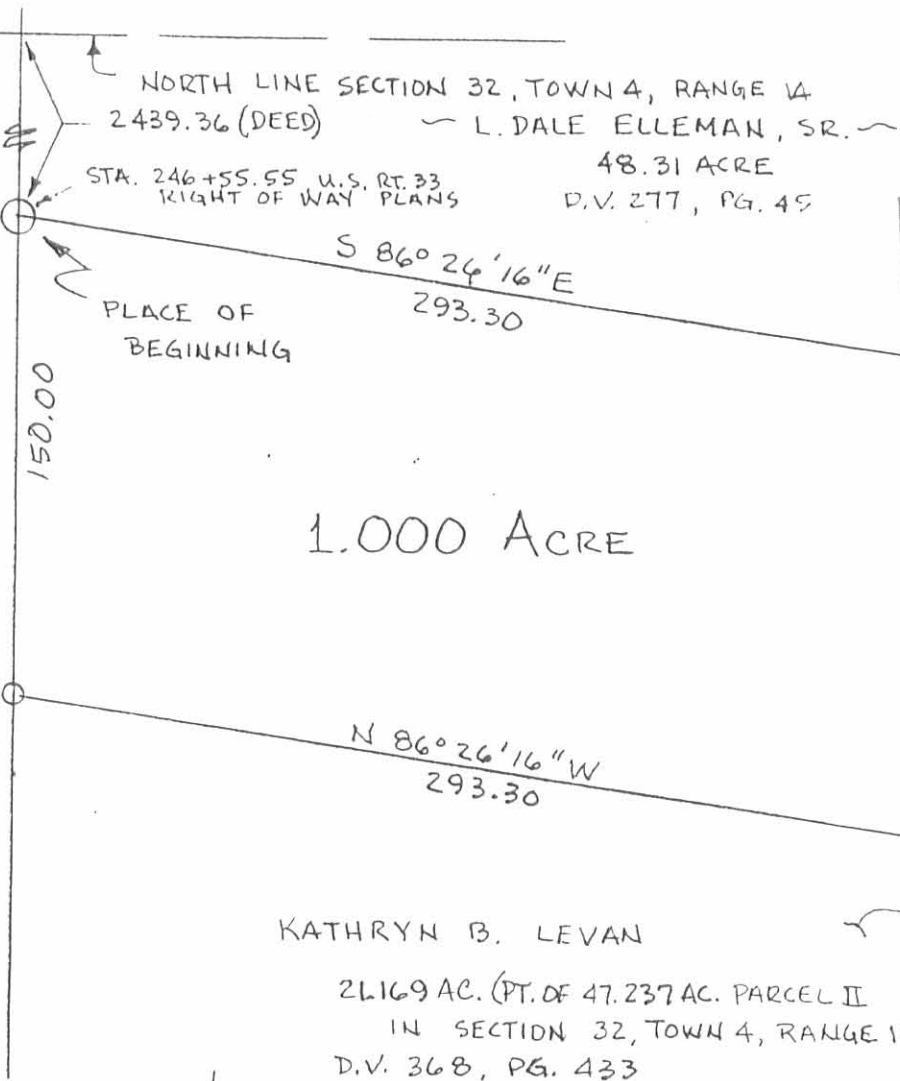 NORTH LINE SECTION 32, TOWN 4, RANGE 14
2439.36 (DEED)
~ L. DALE ELLEMAN, SR. ~
48.31 ACRE
D.V. 277, PG. 45
STA. 246+55.55 U.S. RT. 33
RIGHT OF WAY PLANS
S 86° 26' 16" E
293.30
PLACE OF
BEGINNING
150.00
1.000 ACRE
N 86° 26' 16" W
293.30
KATHRYN B. LEVAN
AC. (PT. OF 47.237 AC. PARCEL II
IN SECTION 32, TOWN 4, RANGE 1
D.V. 368, PG. 433